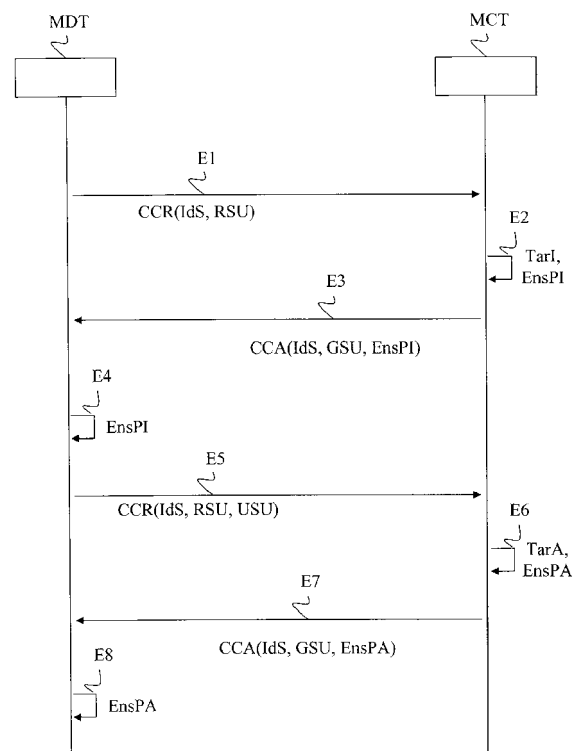 MDT
MCT
E1
CCR(IdS, RSU)
E2
TarI,
EnsPI
E3
CCA(IdS, GSU, EnsPI)
E4
EnsPI
E5
CCR(IdS, RSU, USU)
E6
TarA,
EnsPA
E7
CCA(IdS, GSU, EnsPA)
E8
EnsPA